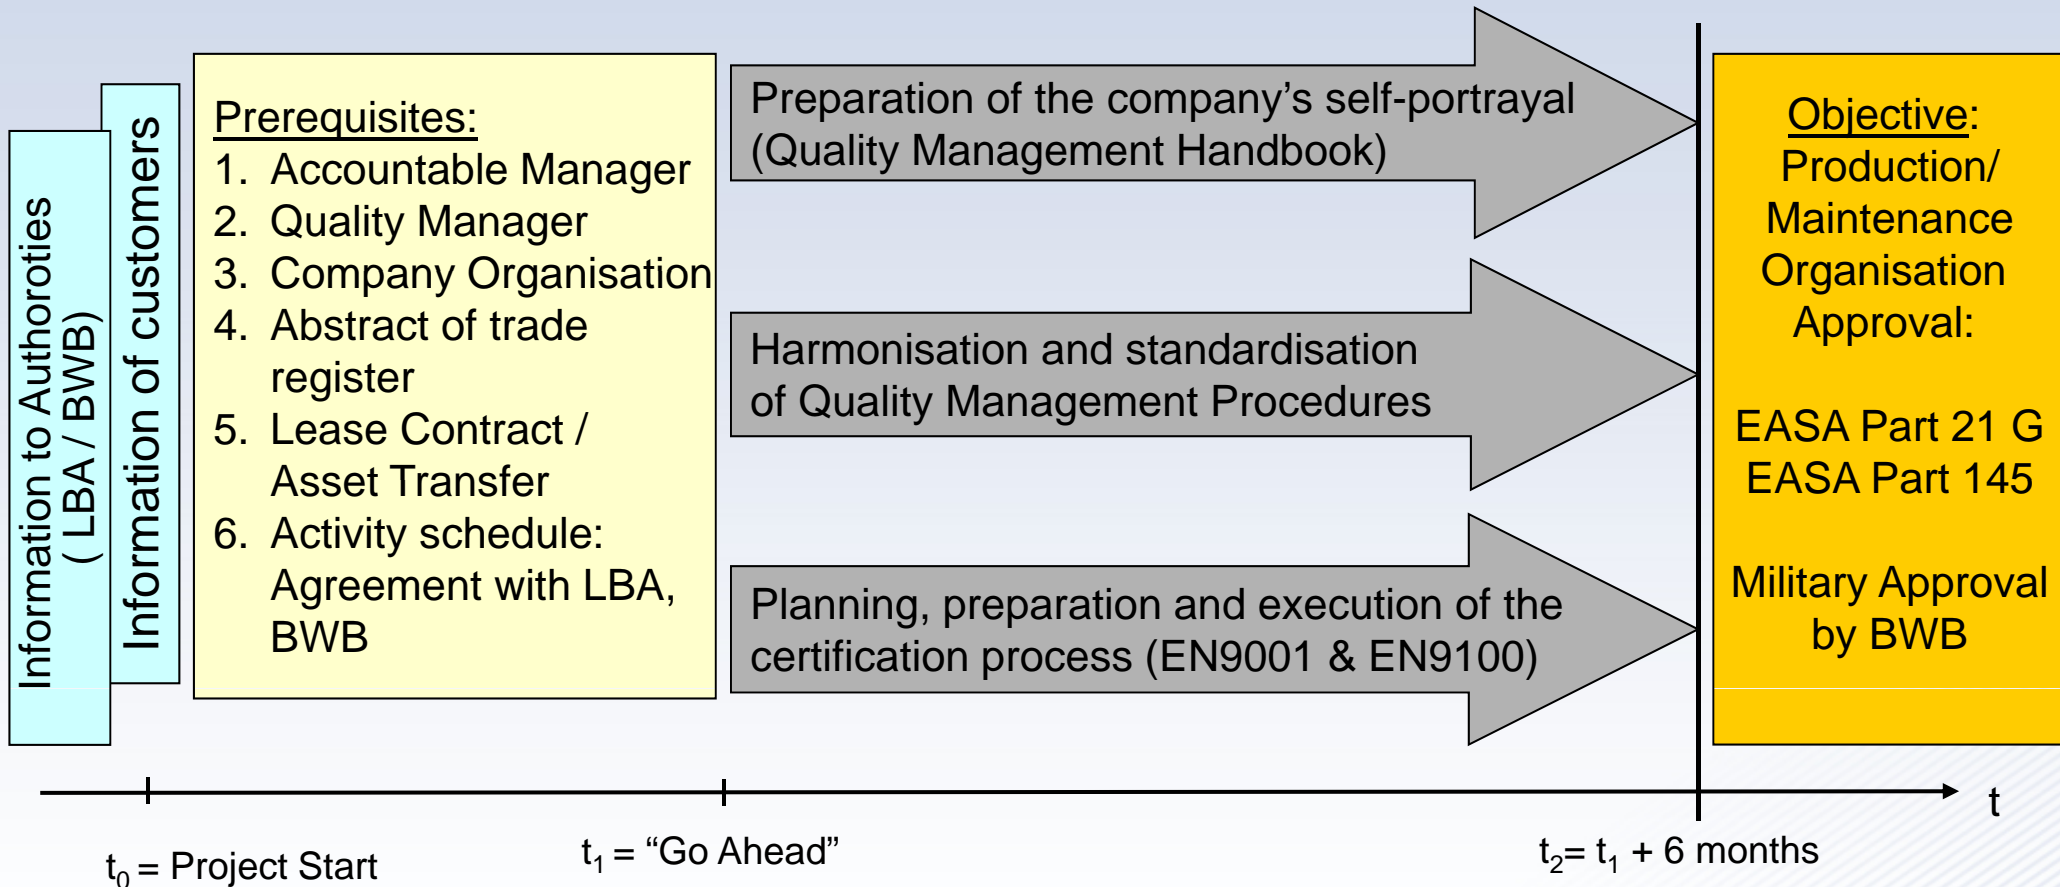 Information to Authoroties
( LBA / BWB)
Information of customers
Prerequisites:
1. Accountable Manager
2. Quality Manager
3. Company Organisation
4. Abstract of trade
register
5. Lease Contract /
Asset Transfer
6. Activity schedule:
Agreement with LBA,
BWB
Preparation of the company’s self-portrayal
(Quality Management Handbook)
Harmonisation and standardisation
of Quality Management Procedures
Planning, preparation and execution of the
certification process (EN9001 & EN9100)
Objective:
Production/
Maintenance
Organisation
Approval:
EASA Part 21 G
EASA Part 145
Military Approval
by BWB
t
t0 = Project Start
t1 = “Go Ahead”
t2= t1 + 6 months